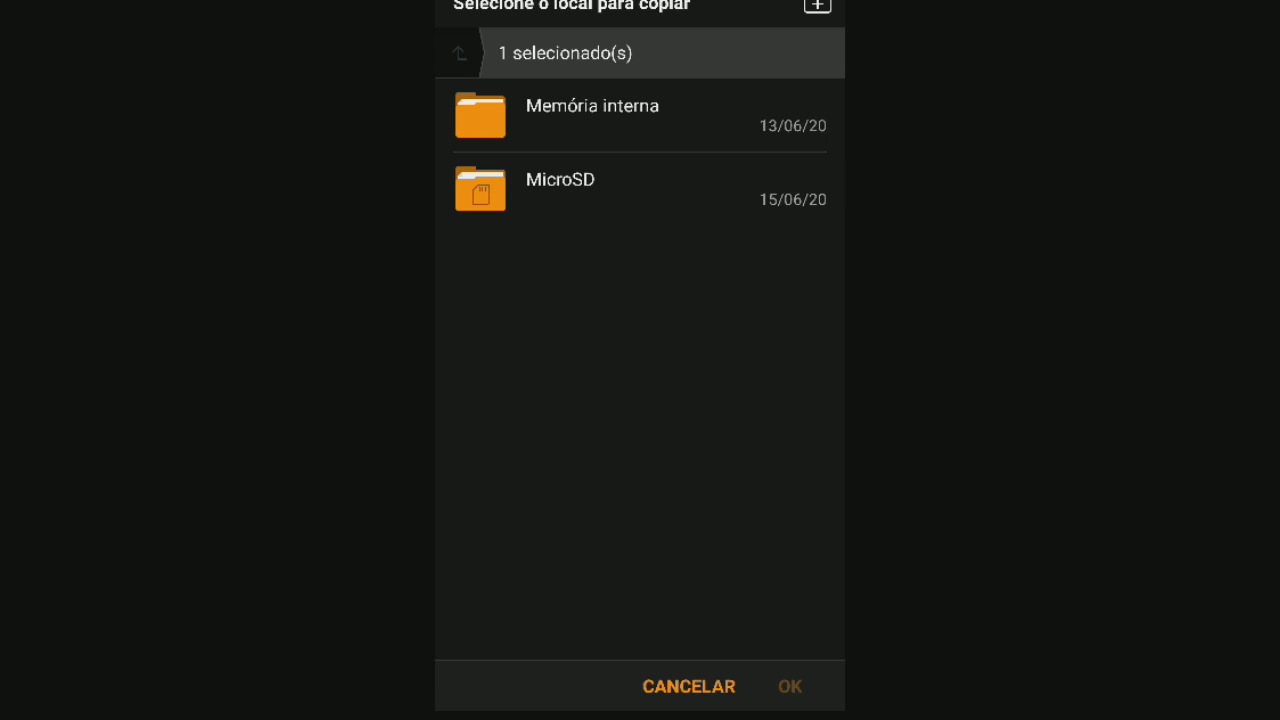 Selecione o local para copiar
1 selecionado(s)
Memória interna
13/06/20
MicroSD
15/06/20
CANCELAR OK